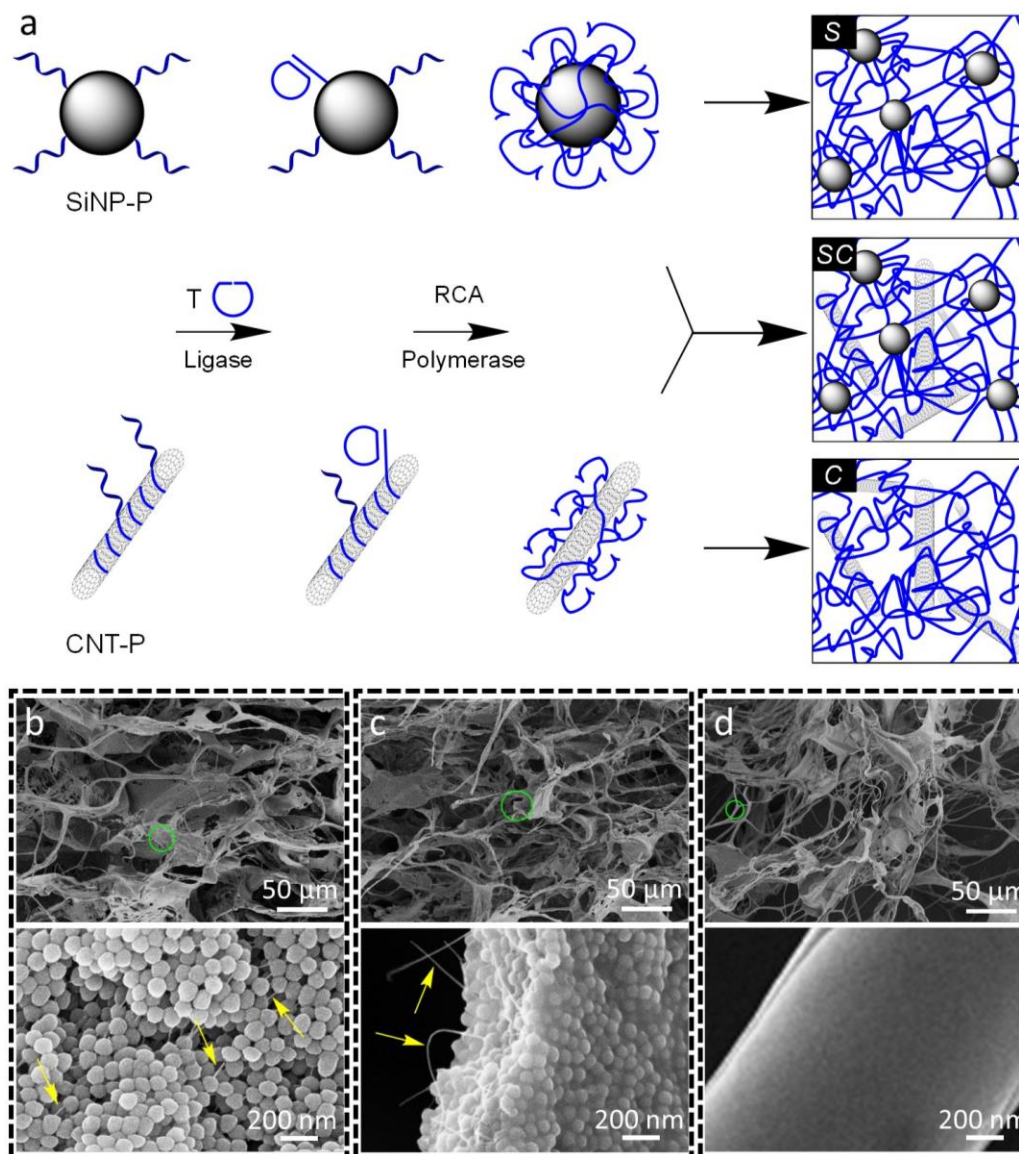 a
S
SiNP-P
SC
T
RCA
Ligase
Polymerase
C
CNT-P
b
c
d
50 μm
50 μm
50 μm
200 nm
200 nm
200 nm